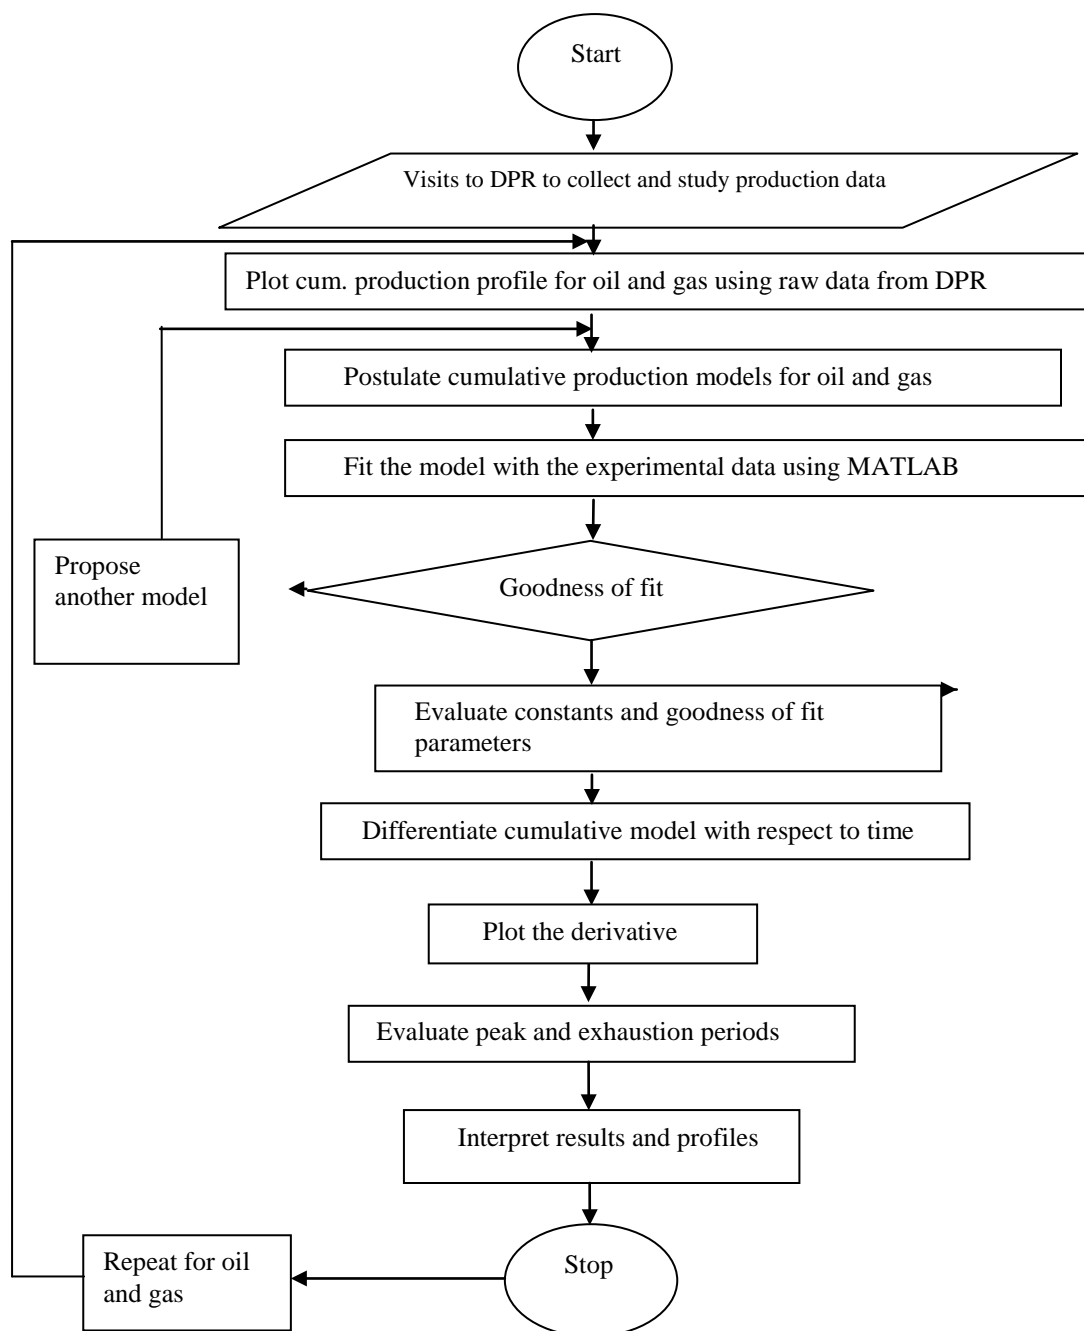 Start
Visits to DPR to collect and study production data
Plot cum. production profile for oil and gas using raw data from DPR
Postulate cumulative production models for oil and gas
Fit the model with the experimental data using MATLAB
Propose
another model
Goodness of fit
Evaluate constants and goodness of fit
parameters
Differentiate cumulative model with respect to time
Plot the derivative
Evaluate peak and exhaustion periods
Interpret results and profiles
Repeat for oil
and gas
Stop